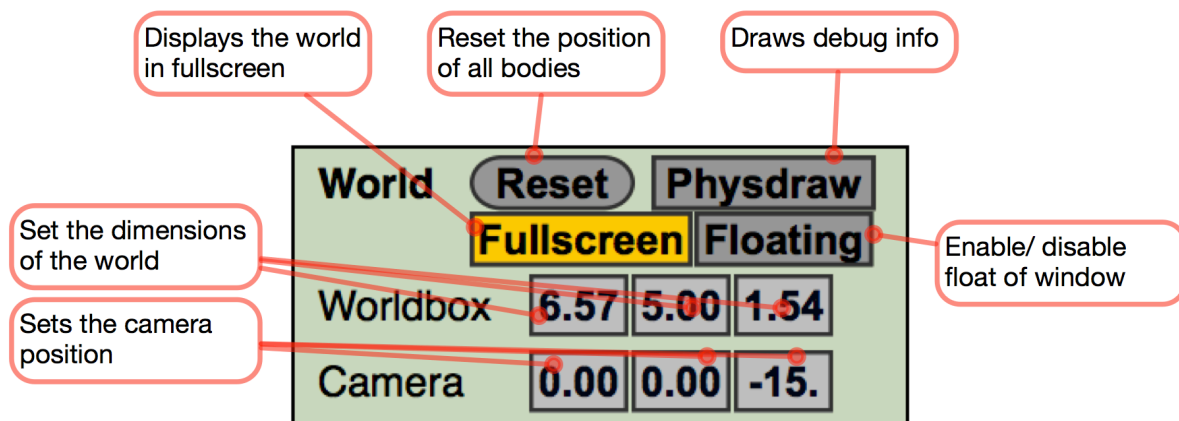 Displays the world
in fullscreen
Reset the position
of all bodies
Draws debug info
World Reset Physdraw
Fullscreen Floating
Set the dimensions
of the world
Enable/ disable
float of window
Worldbox 6.57 5.00 1.54
Sets the camera
position
Camera 0.00 0.00 -15.